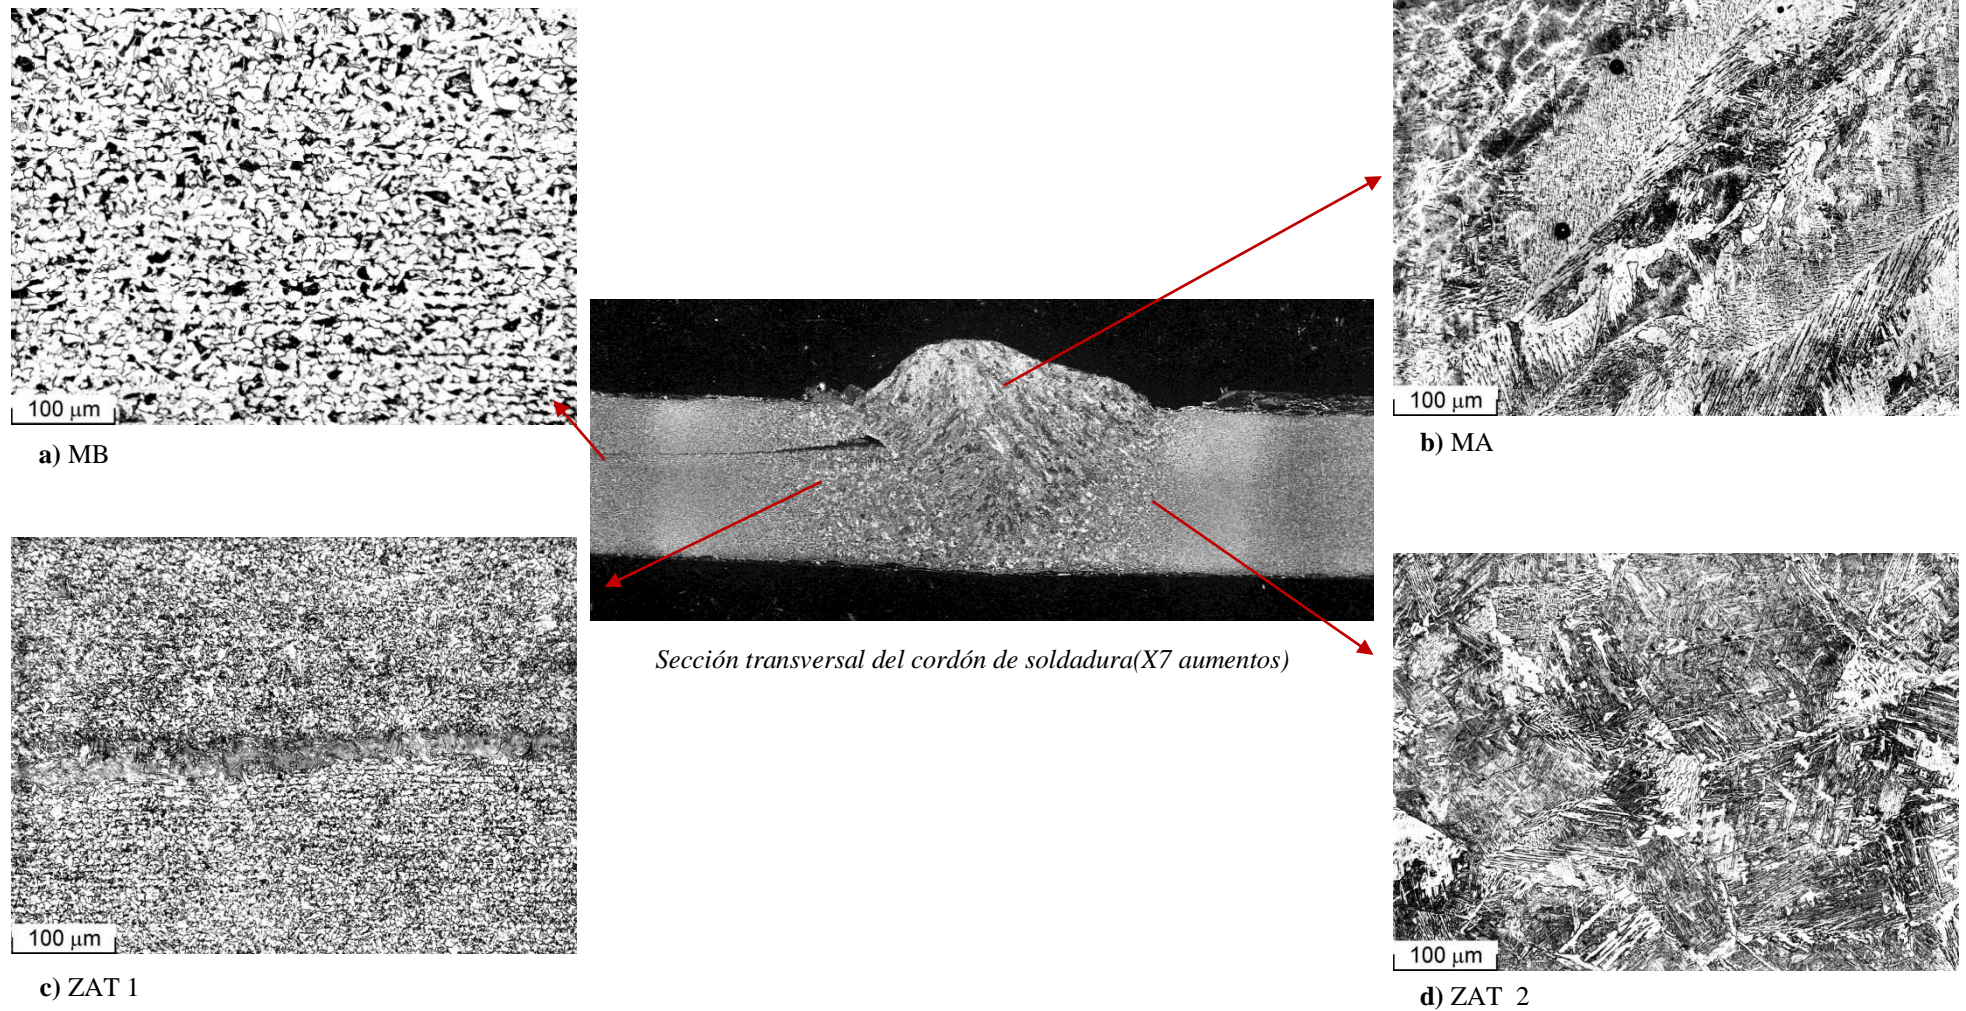 100 μm
a) MB
100 μm
b) MA
Sección transversal del cordón de soldadura(X7 aumentos)
100 μm
c) ZAT 1
100 μm
d) ZAT  2